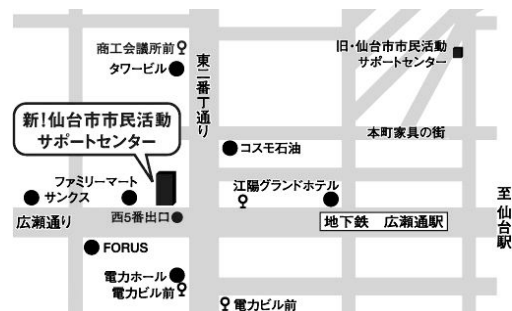 商工会議所前
タワービル
東二番丁通り
旧・仙台市市民活動
サポートセンター
新!仙台市市民活動
サポートセンター
本町家具の街
コスモ石油
ファミリーマート
サンクス
江陽グランドホテル
西5番出口
広瀬通り
地下鉄 広瀬通駅
至仙台駅
FORUS
電力ホール
電力ビル前
電力ビル前